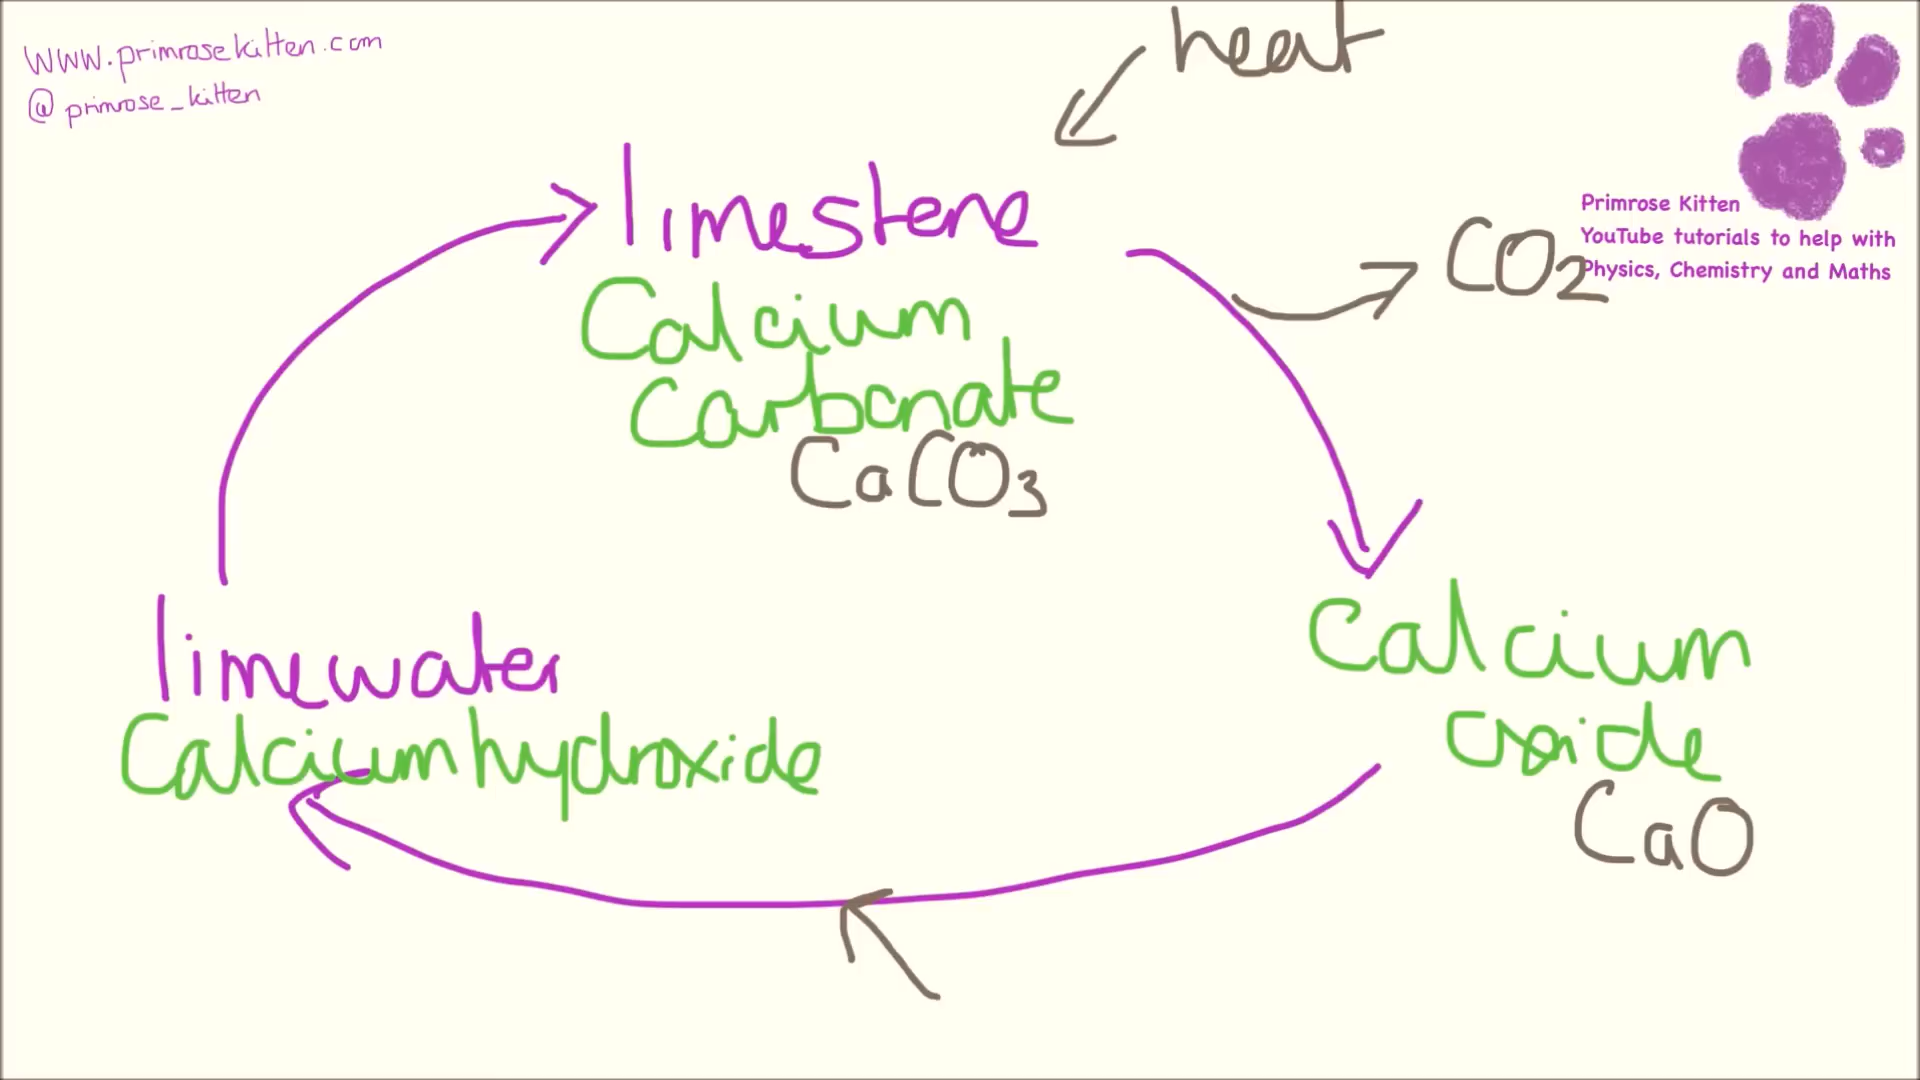 www.primrosekitten.com
@primrose_kitten
heat
limestone
Calcium
Carbonate
CaCO3
CO2
Primrose Kitten
YouTube tutorials to help with
Physics, Chemistry and Maths
limewater
Calcium hydroxide
Calcium
oxide
CaO